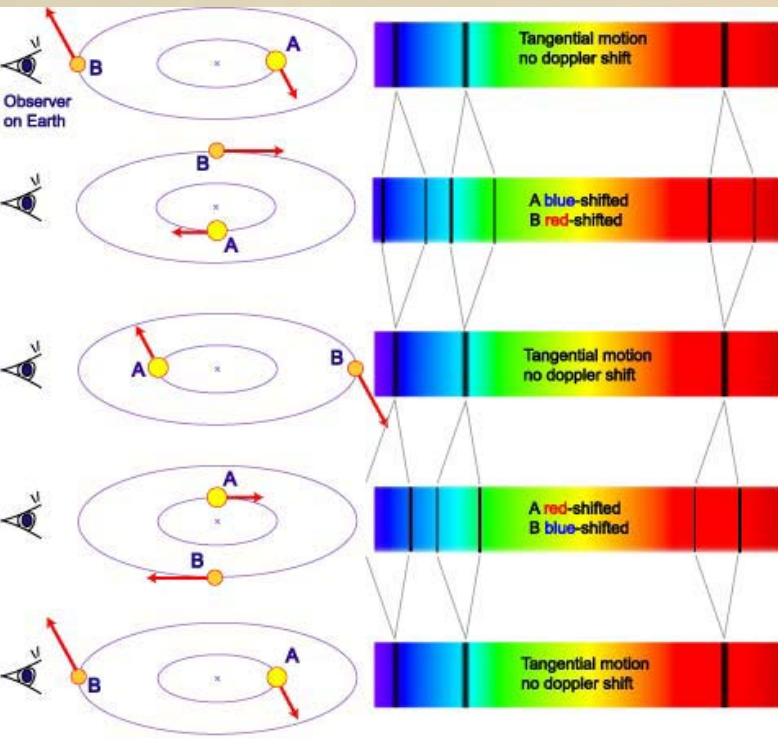 A
B
Observer
on Earth
Tangential motion
no doppler shift
B
A
A blue-shifted
B red-shifted
A
B
Tangential motion
no doppler shift
A
B
A red-shifted
B blue-shifted
A
B
Tangential motion
no doppler shift